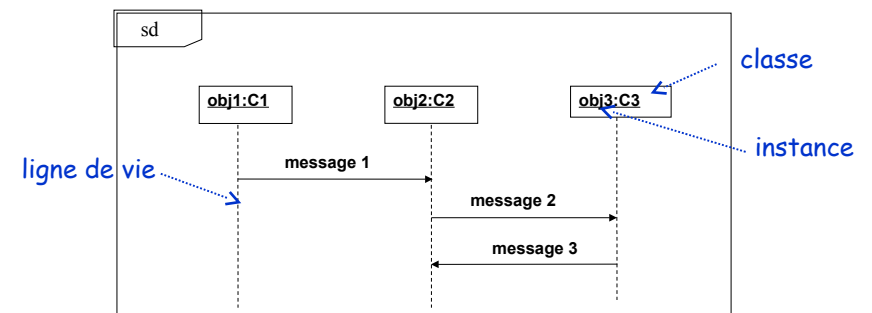 sd
classe
obj1:C1
obj2:C2
obj3:C3
instance
message 1
ligne de vie
message 2
message 3